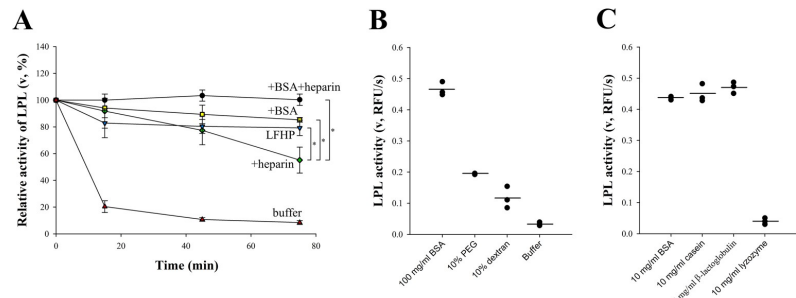 A
B
C
Relative activity of LPL (v, %)
140
120
100
80
60
40
20
0
+BSA+heparin
+BSA
LFHP
+heparin
buffer
*
*
*
0 20 40 60 80
Time (min)
LPL activity (v, RFU/s)
0.6
0.5
0.4
0.3
0.2
0.1
0.0
100 mg/ml BSA
10% PEG
10% dextran
Buffer
LPL activity (v, RFU/s)
0.6
0.5
0.4
0.3
0.2
0.1
0.0
10 mg/ml BSA
10 mg/ml casein
mg/ml β-lactoglobulin
10 mg/ml lyzozyme